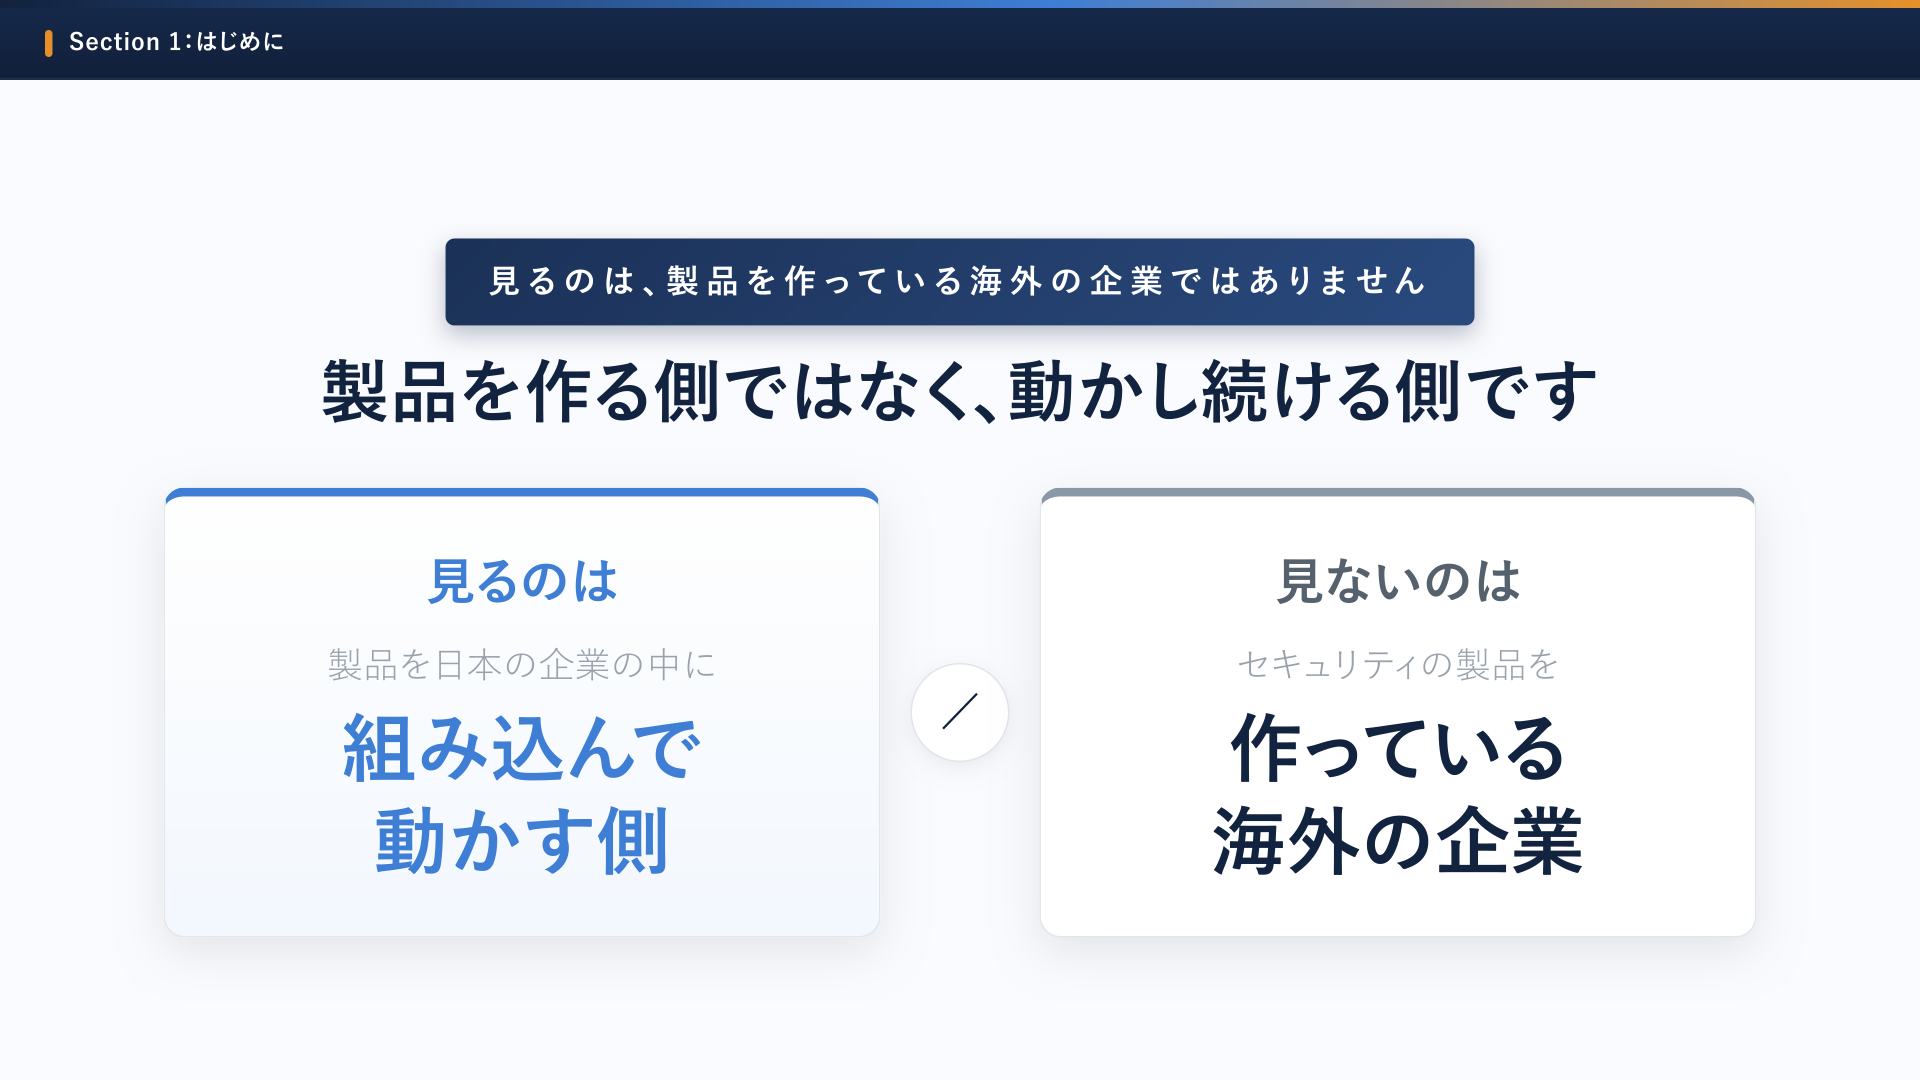 Section 1：はじめに
見るのは、製品を作っている海外の企業ではありません
製品を作る側ではなく、動かし続ける側です
見るのは
製品を日本の企業の中に
組み込んで
動かす側
／
見ないのは
セキュリティの製品を
作っている
海外の企業